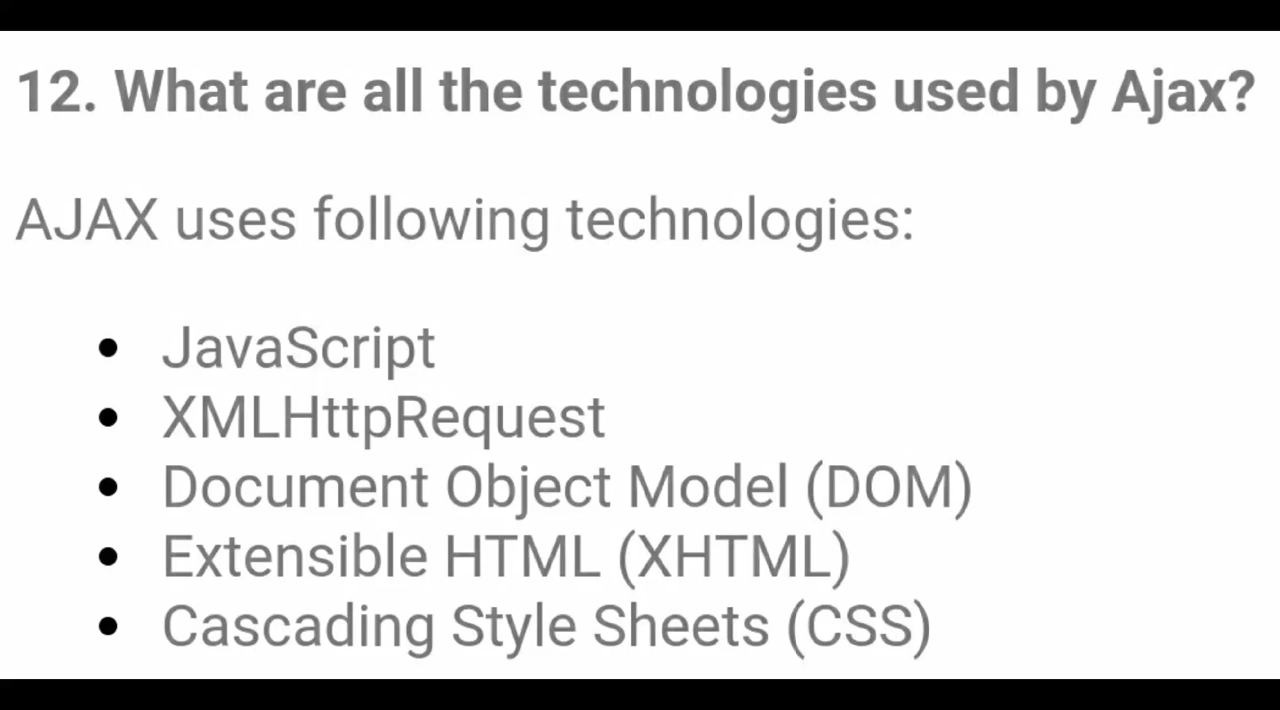 12. What are all the technologies used by Ajax?
AJAX uses following technologies:
• JavaScript
• XMLHttpRequest
• Document Object Model (DOM)
• Extensible HTML (XHTML)
• Cascading Style Sheets (CSS)